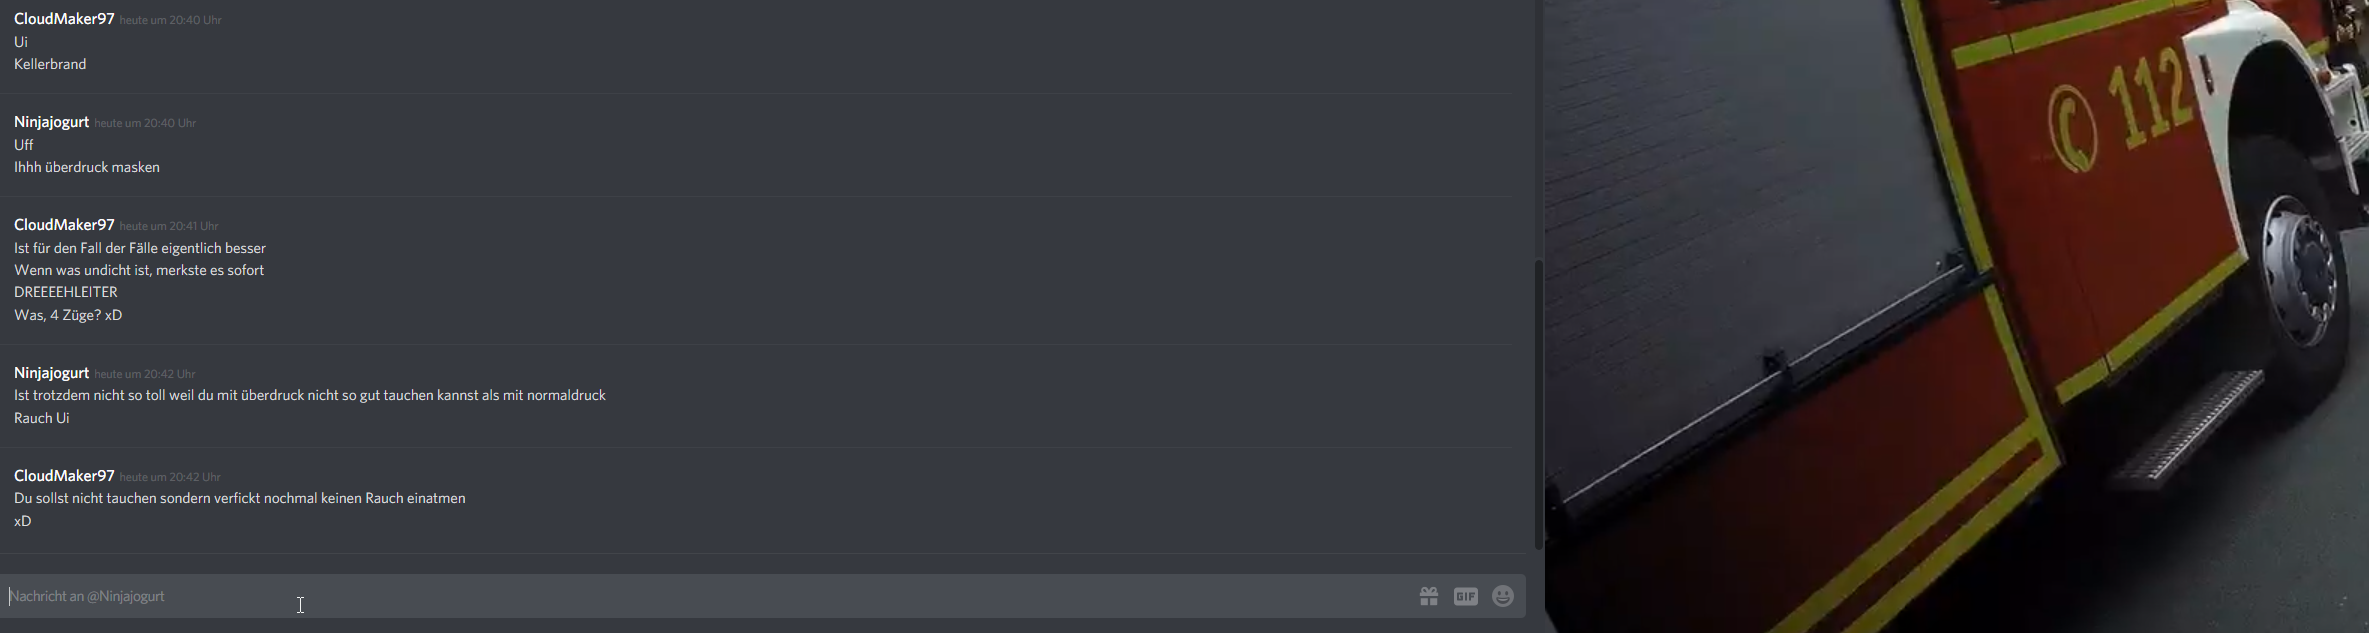 CloudMaker97 heute um 20:40 Uhr
Ui
Kellerbrand
Ninjajogurt heute um 20:40 Uhr
Uff
Ihhh überdruck masken
CloudMaker97 heute um 20:41 Uhr
Ist für den Fall der Fälle eigentlich besser
Wenn was undicht ist, merkste es sofort
DREEEEHLEITER
Was, 4 Züge? xD
Ninjajogurt heute um 20:42 Uhr
Ist trotzdem nicht so toll weil du mit überdruck nicht so gut tauchen kannst als mit normaldruck
Rauch Ui
CloudMaker97 heute um 20:42 Uhr
Du sollst nicht tauchen sondern verfickt nochmal keinen Rauch einatmen
xD
Nachricht an @Ninjajogurt
GIF
112